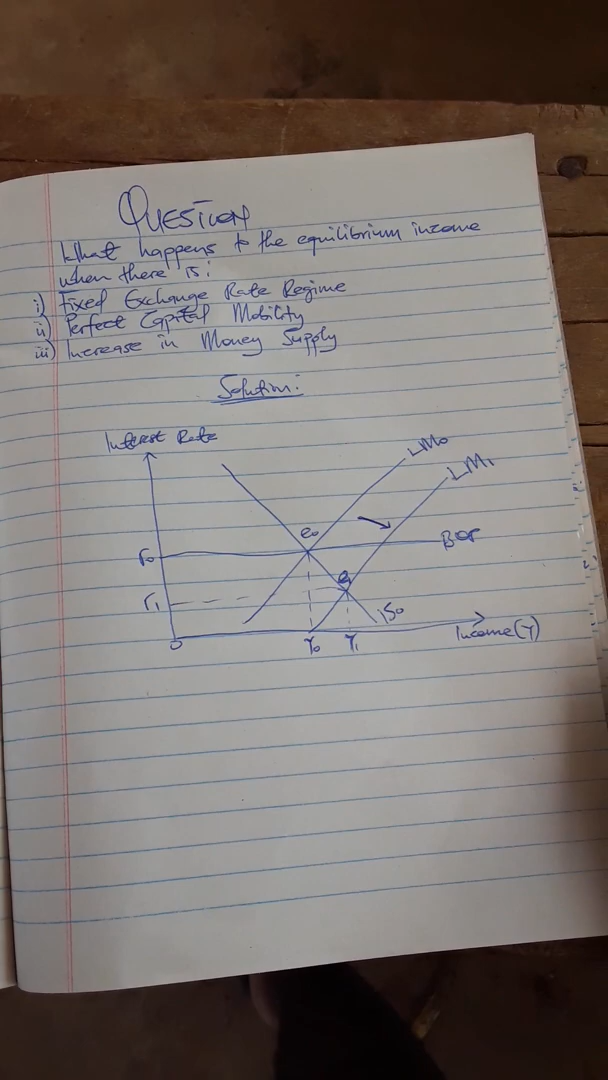 QUESTION
What happens to the equilibrium income
when there is:
i) Fixed Exchange Rate Regime
ii) Perfect Capital Mobility
iii) Increase in Money Supply
Solution:
Interest Rate
LM₀
LM₁
e₀
BOP
r₀
e₁
r₁
IS₀
Income(Y)
0
Y₀
Y₁